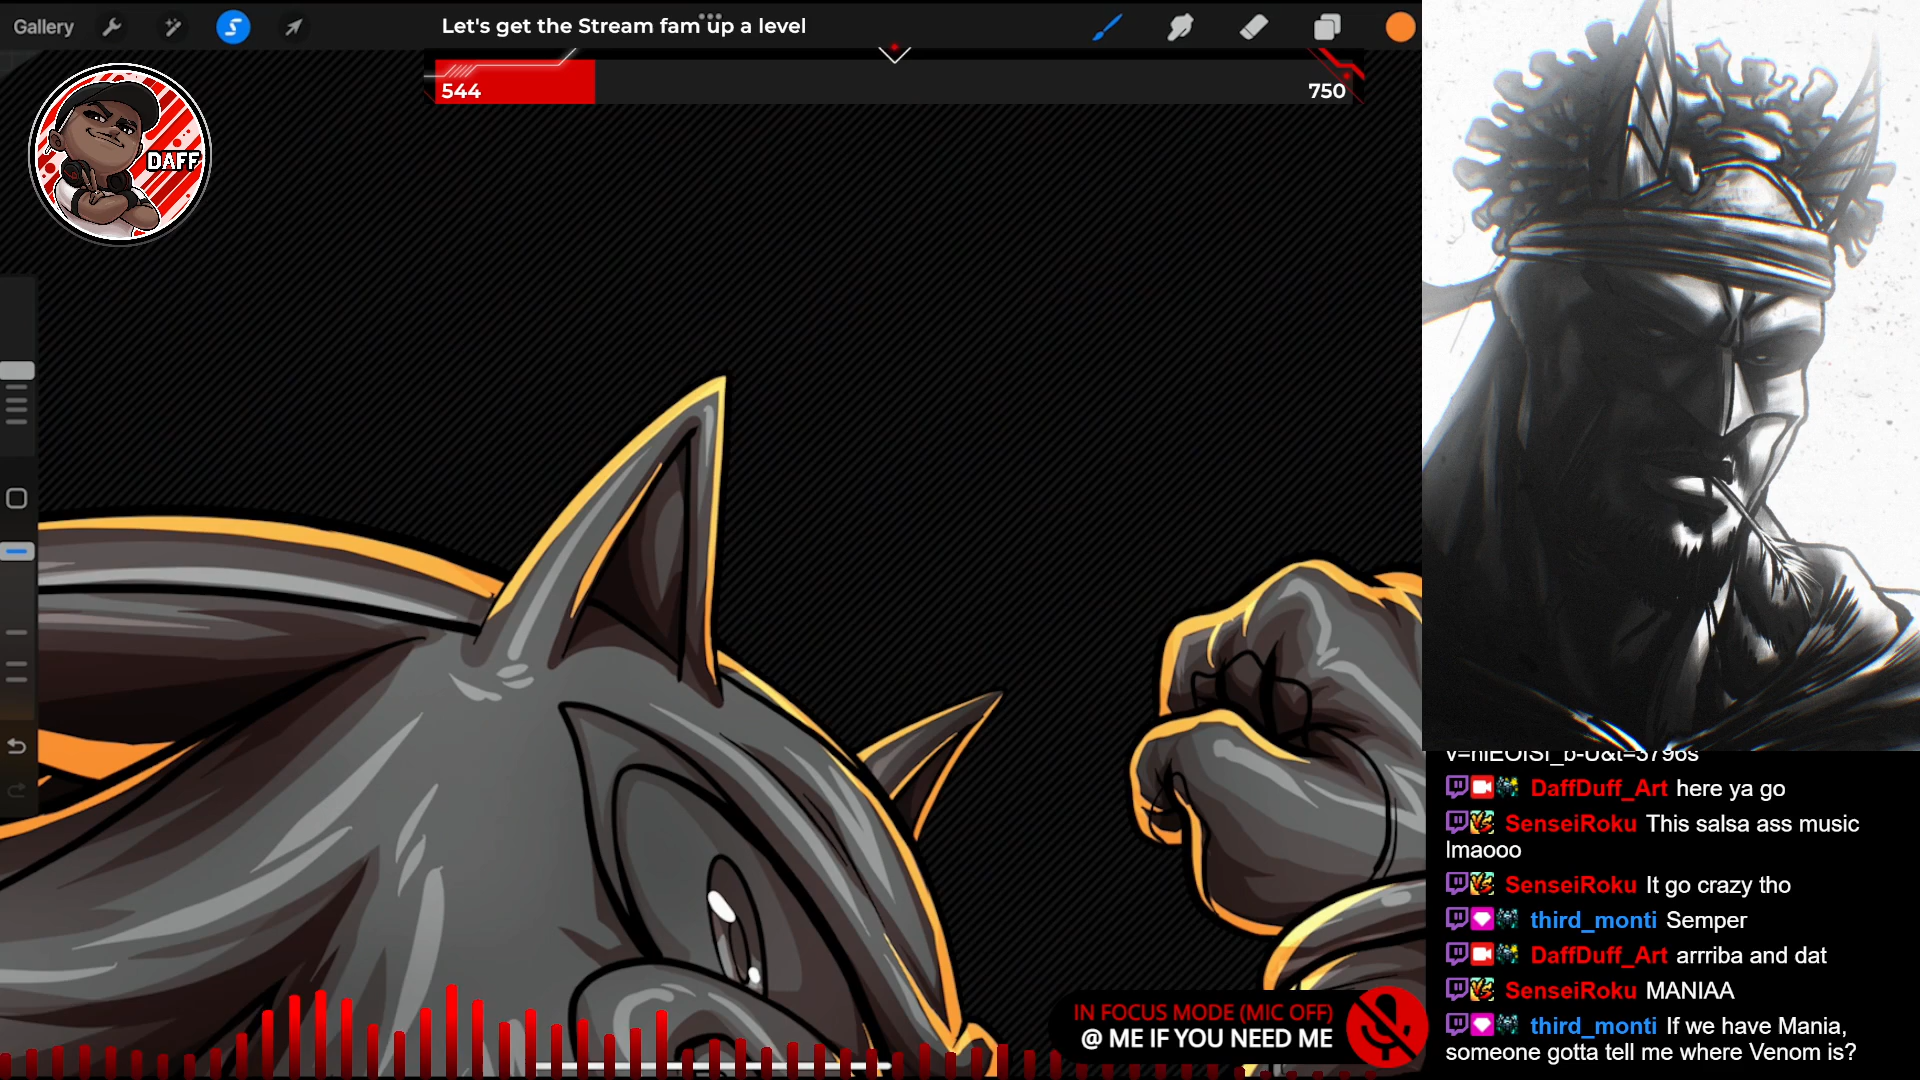 Gallery
Let's get the Stream fam up a level
544
750
DAFF
DaffDuff_Art here ya go
SenseiRoku This salsa ass music
lmaooo
SenseiRoku It go crazy tho
third_monti Semper
DaffDuff_Art arrriba and dat
SenseiRoku MANIAA
third_monti If we have Mania,
someone gotta tell me where Venom is?
IN FOCUS MODE (MIC OFF)
@ ME IF YOU NEED ME